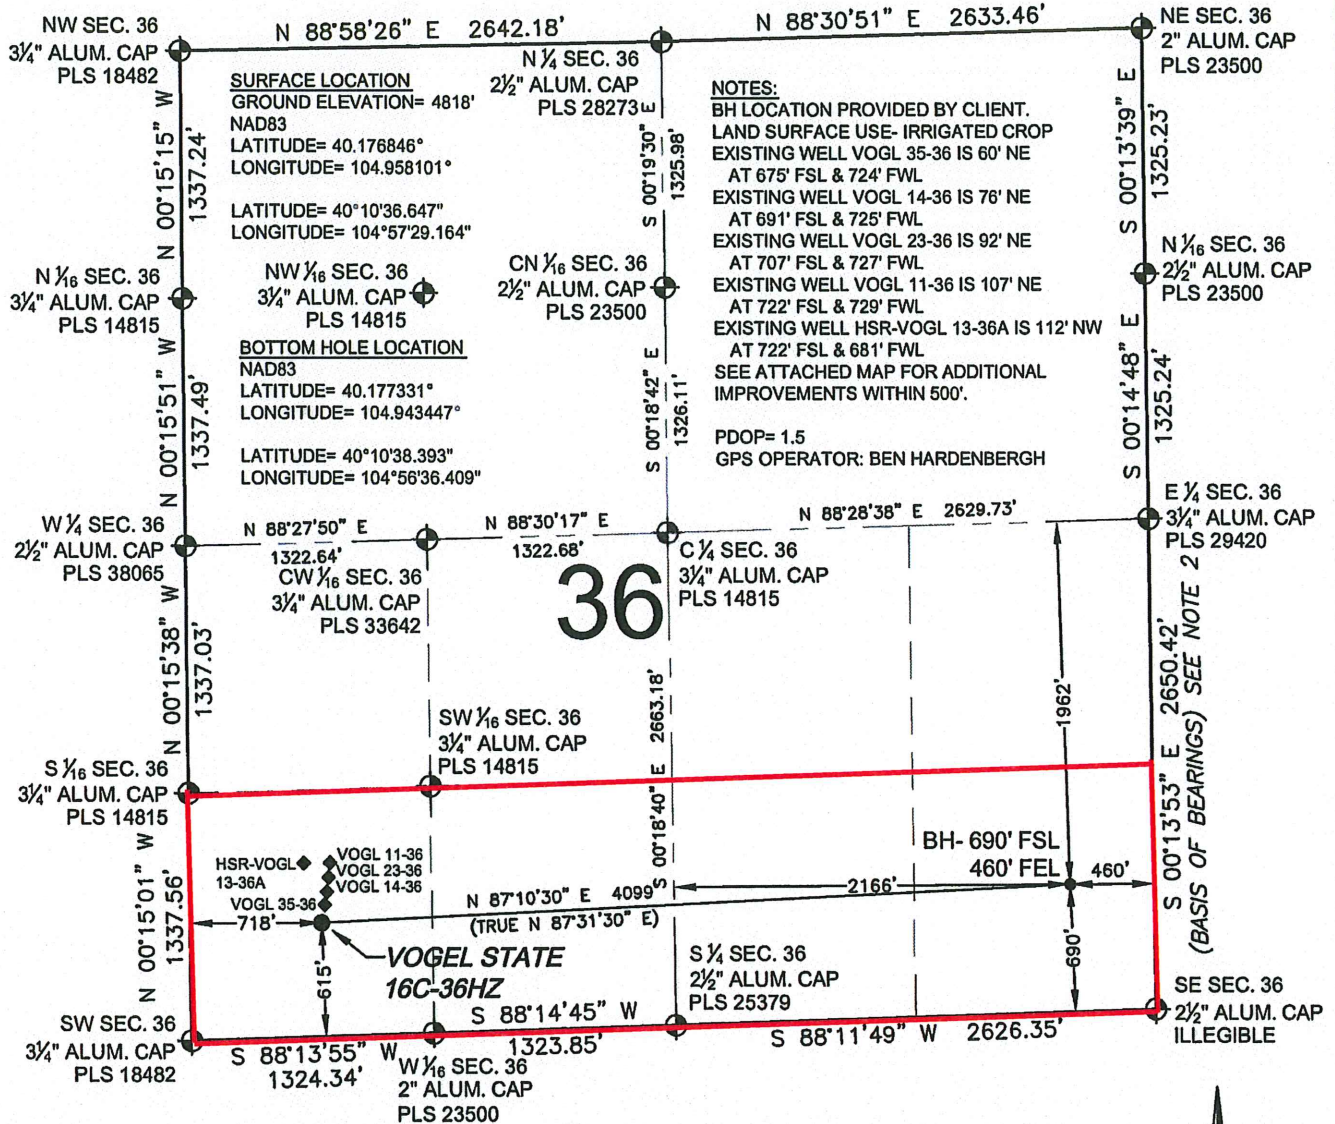 NW SEC. 36
3¼" ALUM. CAP
PLS 18482
N 88°58'26" E 2642.18'
N ¼ SEC. 36
2½" ALUM. CAP
PLS 28273
N 88°30'51" E 2633.46'
NE SEC. 36
2" ALUM. CAP
PLS 23500
SURFACE LOCATION
GROUND ELEVATION= 4818'
NAD83
LATITUDE= 40.176846°
LONGITUDE= 104.958101°
LATITUDE= 40°10'36.647"
LONGITUDE= 104°57'29.164"
NOTES:
BH LOCATION PROVIDED BY CLIENT.
LAND SURFACE USE- IRRIGATED CROP
EXISTING WELL VOGL 35-36 IS 60' NE
AT 675' FSL & 724' FWL
EXISTING WELL VOGL 14-36 IS 76' NE
AT 691' FSL & 725' FWL
EXISTING WELL VOGL 23-36 IS 92' NE
AT 707' FSL & 727' FWL
EXISTING WELL VOGL 11-36 IS 107' NE
AT 722' FSL & 729' FWL
EXISTING WELL HSR-VOGL 13-36A IS 112' NW
AT 722' FSL & 681' FWL
SEE ATTACHED MAP FOR ADDITIONAL
IMPROVEMENTS WITHIN 500'.
PDOP= 1.5
GPS OPERATOR: BEN HARDENBERGH
N 00°15'15" W
1337.24'
S 00°19'30" E
1325.98'
S 00°13'39" E
1325.23'
N 1⁄16 SEC. 36
3¼" ALUM. CAP
PLS 14815
NW 1⁄16 SEC. 36
3¼" ALUM. CAP
PLS 14815
CN 1⁄16 SEC. 36
2½" ALUM. CAP
PLS 23500
N 1⁄16 SEC. 36
2½" ALUM. CAP
PLS 23500
BOTTOM HOLE LOCATION
NAD83
LATITUDE= 40.177331°
LONGITUDE= 104.943447°
LATITUDE= 40°10'38.393"
LONGITUDE= 104°56'36.409"
N 00°15'51" W
1337.49'
S 00°18'42" E
1326.11'
S 00°14'48" E
1325.24'
W ¼ SEC. 36
2½" ALUM. CAP
PLS 38065
N 88°27'50" E
1322.64'
CW 1⁄16 SEC. 36
3¼" ALUM. CAP
PLS 33642
N 88°30'17" E
1322.68'
C ¼ SEC. 36
3¼" ALUM. CAP
PLS 14815
N 88°28'38" E 2629.73'
E ¼ SEC. 36
3¼" ALUM. CAP
PLS 29420
36
N 00°15'38" W
1337.03'
S 00°18'40" E 2663.18'
1962'
S 00°13'53" E 2650.42'
(BASIS OF BEARINGS) SEE NOTE 2
S 1⁄16 SEC. 36
3¼" ALUM. CAP
PLS 14815
SW 1⁄16 SEC. 36
3¼" ALUM. CAP
PLS 14815
N 00°15'01" W
1337.56'
HSR-VOGL
13-36A
VOGL 11-36
VOGL 23-36
VOGL 14-36
VOGL 35-36
718'
615'
VOGEL STATE
16C-36HZ
N 87°10'30" E 4099'
(TRUE N 87°31'30" E)
BH- 690' FSL
460' FEL
2166'
460'
690'
SW SEC. 36
3¼" ALUM. CAP
PLS 18482
S 88°13'55" W
1324.34'
W 1⁄16 SEC. 36
2" ALUM. CAP
PLS 23500
S 88°14'45" W
1323.85'
S ¼ SEC. 36
2½" ALUM. CAP
PLS 25379
S 88°11'49" W 2626.35'
SE SEC. 36
2½" ALUM. CAP
ILLEGIBLE